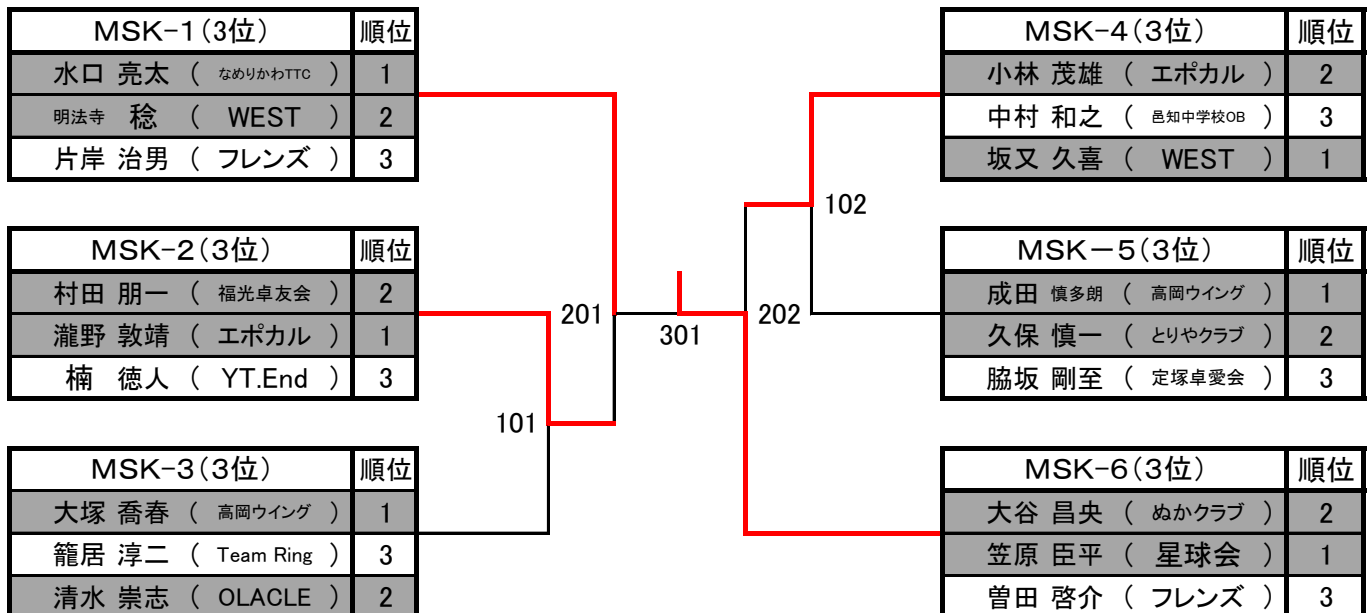 MSK-1(3位) 順位
水口 亮太 ( なめりかわTTC ) 1
明法寺 稔 ( WEST ) 2
片岸 治男 ( フレンズ ) 3
MSK-2(3位) 順位
村田 朋一 ( 福光卓友会 ) 2
瀧野 敦靖 ( エポカル ) 1
楠 徳人 ( YT.End ) 3
MSK-3(3位) 順位
大塚 喬春 ( 高岡ウイング ) 1
籠居 淳二 ( Team Ring ) 3
清水 崇志 ( OLACLE ) 2
101
201
301
202
102
MSK-4(3位) 順位
小林 茂雄 ( エポカル ) 2
中村 和之 ( 邑知中学校OB ) 3
坂又 久喜 ( WEST ) 1
MSK-5(3位) 順位
成田 慎多朗 ( 高岡ウイング ) 1
久保 慎一 ( とりやクラブ ) 2
脇坂 剛至 ( 定塚卓愛会 ) 3
MSK-6(3位) 順位
大谷 昌央 ( ぬかクラブ ) 2
笠原 臣平 ( 星球会 ) 1
曽田 啓介 ( フレンズ ) 3